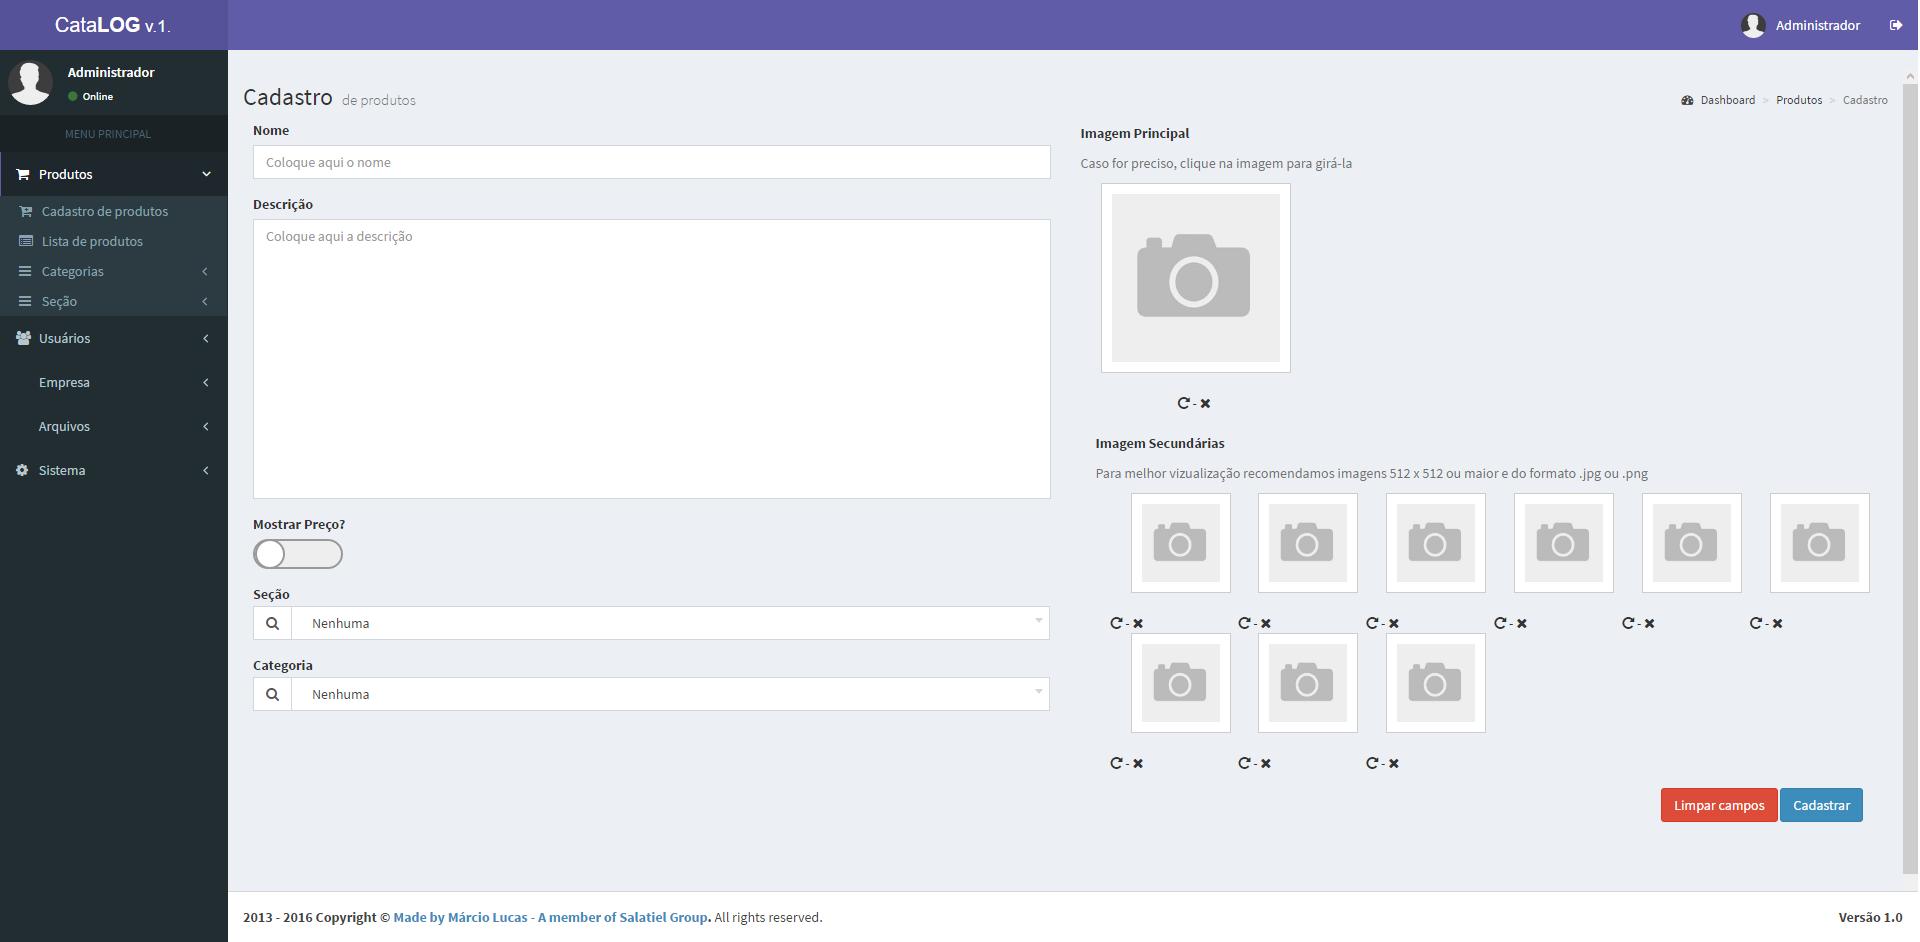 CataLOG v.1.
Administrador
Administrador
Online
MENU PRINCIPAL
Produtos
Cadastro de produtos
Lista de produtos
Categorias
Seção
Usuários
Empresa
Arquivos
Sistema
Cadastro de produtos
Dashboard > Produtos > Cadastro
Nome
Coloque aqui o nome
Descrição
Coloque aqui a descrição
Mostrar Preço?
Seção
Nenhuma
Categoria
Nenhuma
Imagem Principal
Caso for preciso, clique na imagem para girá-la
-
Imagem Secundárias
Para melhor vizualização recomendamos imagens 512 x 512 ou maior e do formato .jpg ou .png
- - - - - -
- - -
Limpar campos Cadastrar
2013 - 2016 Copyright © Made by Márcio Lucas - A member of Salatiel Group. All rights reserved.
Versão 1.0